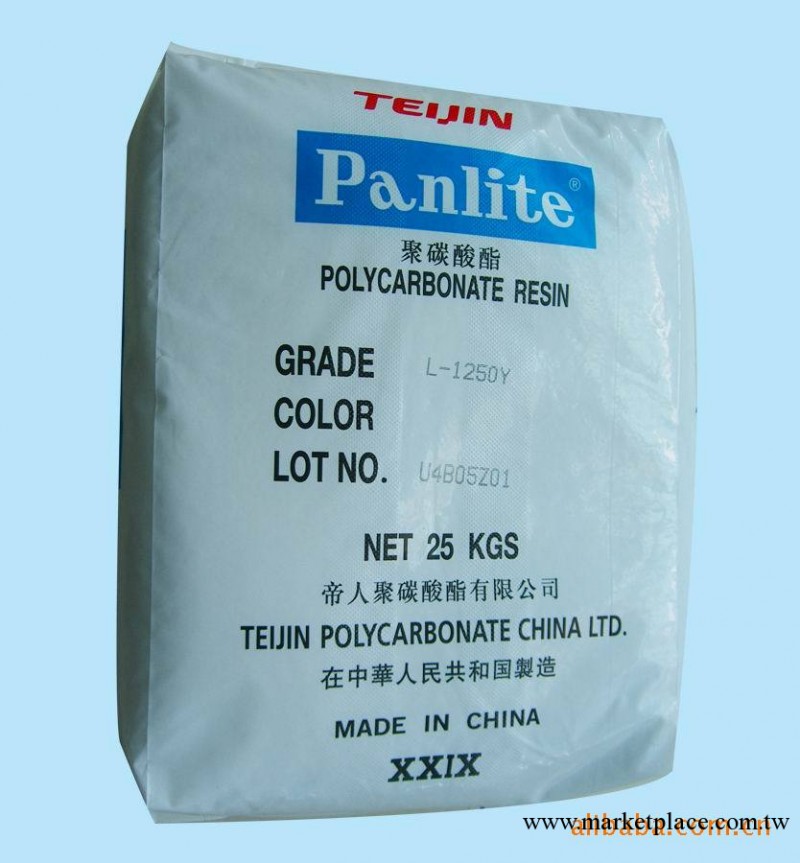 TEIJIN
Panlite®
聚碳酸酯
POLYCARBONATE RESIN
GRADE L-1250Y
COLOR
LOT NO. U4B05Z01
NET 25 KGS
帝人聚碳酸酯有限公司
TEIJIN POLYCARBONATE CHINA LTD.
在中華人民共和国製造
MADE IN CHINA
XXIX
www.marketplace.com.tw
alibaba.com.cn